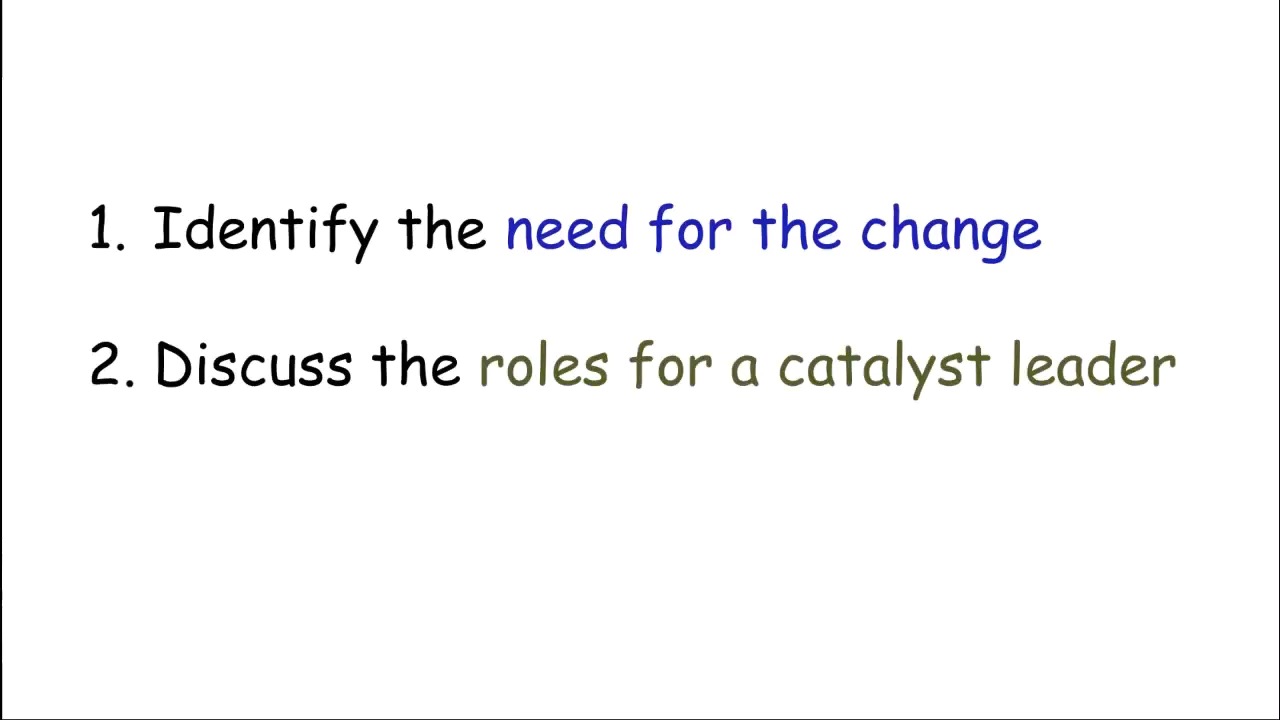 1. Identify the need for the change
2. Discuss the roles for a catalyst leader